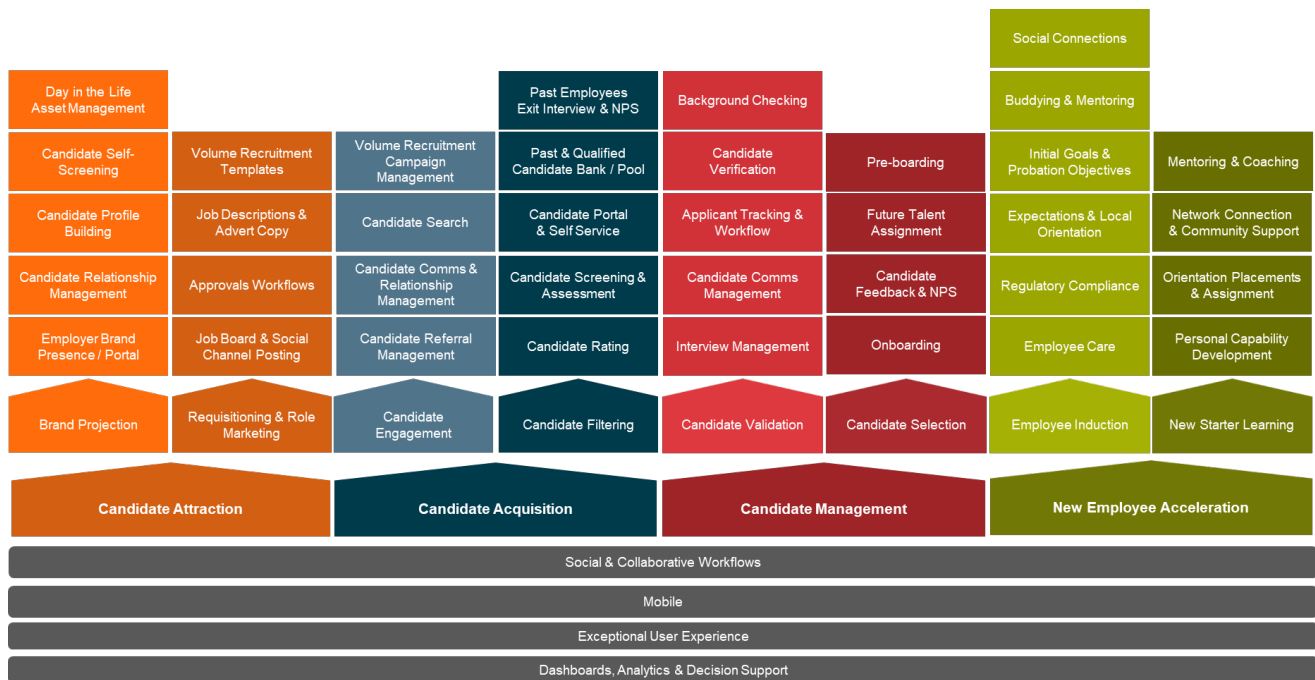 Social Connections
Day in the Life
Asset Management
Past Employees
Exit Interview & NPS
Background Checking
Buddying & Mentoring
Candidate Self-
Screening
Volume Recruitment
Templates
Volume Recruitment
Campaign
Management
Past & Qualified
Candidate Bank / Pool
Candidate
Verification
Pre-boarding
Initial Goals &
Probation Objectives
Mentoring & Coaching
Candidate Profile
Building
Job Descriptions &
Advert Copy
Candidate Search
Candidate Portal
& Self Service
Applicant Tracking &
Workflow
Future Talent
Assignment
Expectations & Local
Orientation
Network Connection
& Community Support
Candidate Relationship
Management
Approvals Workflows
Candidate Comms &
Relationship
Management
Candidate Screening &
Assessment
Candidate Comms
Management
Candidate
Feedback & NPS
Regulatory Compliance
Orientation Placements
& Assignment
Employer Brand
Presence / Portal
Job Board & Social
Channel Posting
Candidate Referral
Management
Candidate Rating
Interview Management
Onboarding
Employee Care
Personal Capability
Development
Brand Projection
Requisitioning & Role
Marketing
Candidate
Engagement
Candidate Filtering
Candidate Validation
Candidate Selection
Employee Induction
New Starter Learning
Candidate Attraction
Candidate Acquisition
Candidate Management
New Employee Acceleration
Social & Collaborative Workflows
Mobile
Exceptional User Experience
Dashboards, Analytics & Decision Support